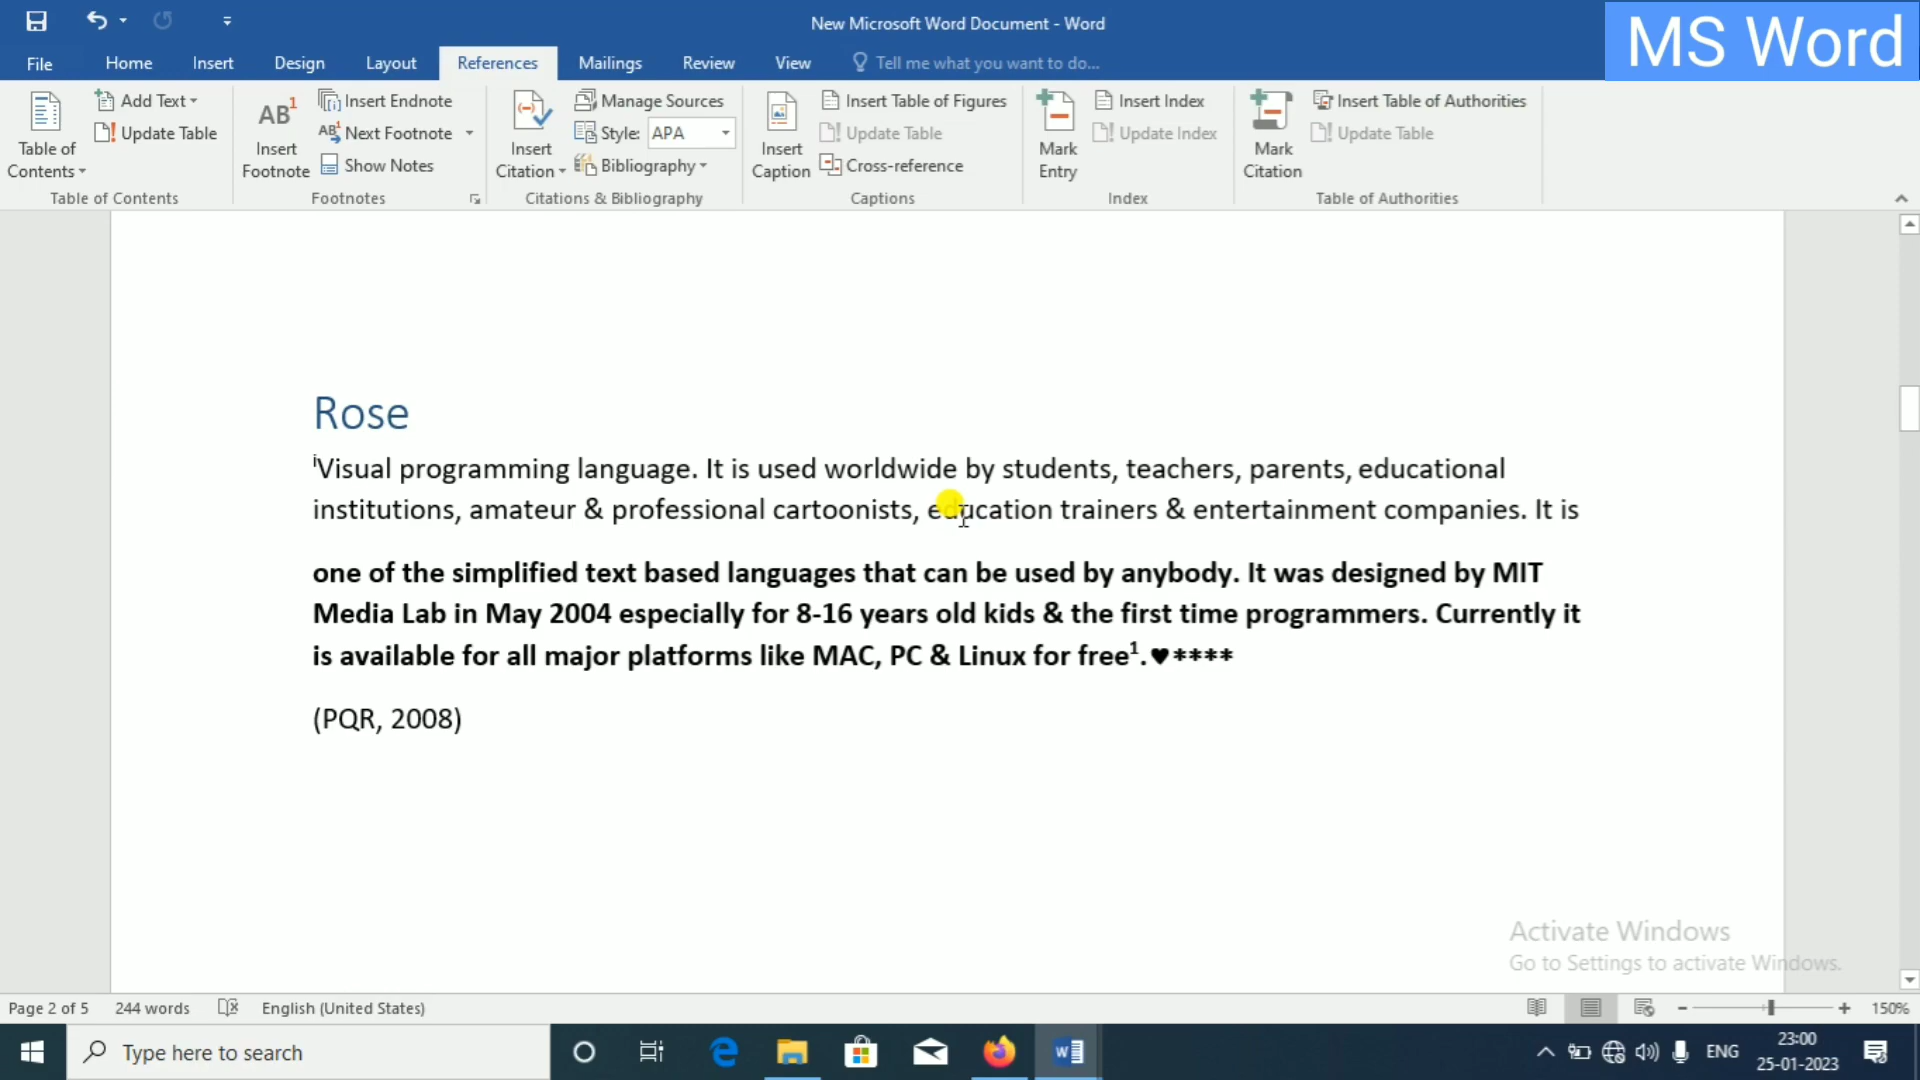 New Microsoft Word Document - Word
MS Word
File Home Insert Design Layout References Mailings Review View Tell me what you want to do...
Table of Contents
Add Text
Update Table
Table of Contents
AB¹ Insert Footnote
Insert Endnote
AB¹ Next Footnote
Show Notes
Footnotes
Insert Citation
Manage Sources
Style: APA
Bibliography
Citations & Bibliography
Insert Caption
Insert Table of Figures
Update Table
Cross-reference
Captions
Mark Entry
Insert Index
Update Index
Index
Mark Citation
Insert Table of Authorities
Update Table
Table of Authorities
Rose
ⁱVisual programming language. It is used worldwide by students, teachers, parents, educational
institutions, amateur & professional cartoonists, education trainers & entertainment companies. It is
one of the simplified text based languages that can be used by anybody. It was designed by MIT
Media Lab in May 2004 especially for 8-16 years old kids & the first time programmers. Currently it
is available for all major platforms like MAC, PC & Linux for free¹.♥****
(PQR, 2008)
Activate Windows
Go to Settings to activate Windows.
Page 2 of 5 244 words English (United States) 150%
Type here to search
ENG
23:00
25-01-2023